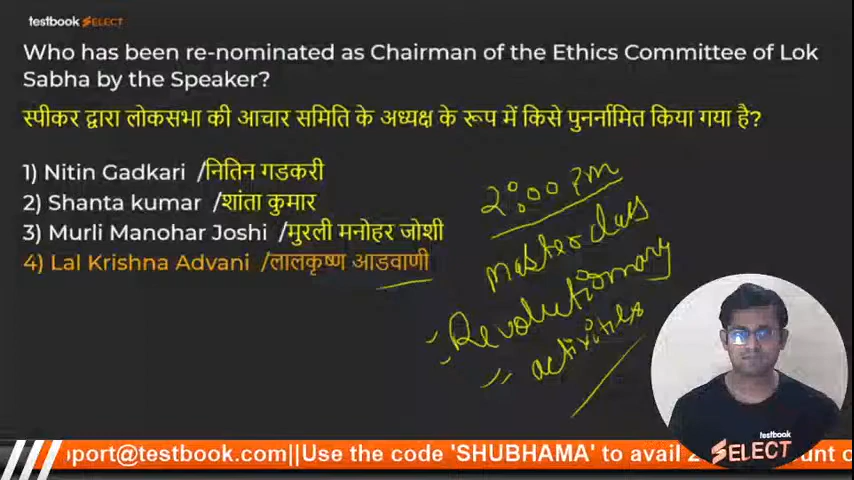 testbook SELECT
Who has been re-nominated as Chairman of the Ethics Committee of Lok
Sabha by the Speaker?
स्पीकर द्वारा लोकसभा की आचार समिति के अध्यक्ष के रूप में किसे पुनर्नामित किया गया है?
1) Nitin Gadkari /नितिन गडकरी
2) Shanta kumar /शांता कुमार
3) Murli Manohar Joshi /मुरली मनोहर जोशी
4) Lal Krishna Advani /लालकृष्ण आडवाणी
2:00 PM
masterclass
Revolutionary
activities
testbook
SELECT
port@testbook.com||Use the code 'SHUBHAMA' to avail 2